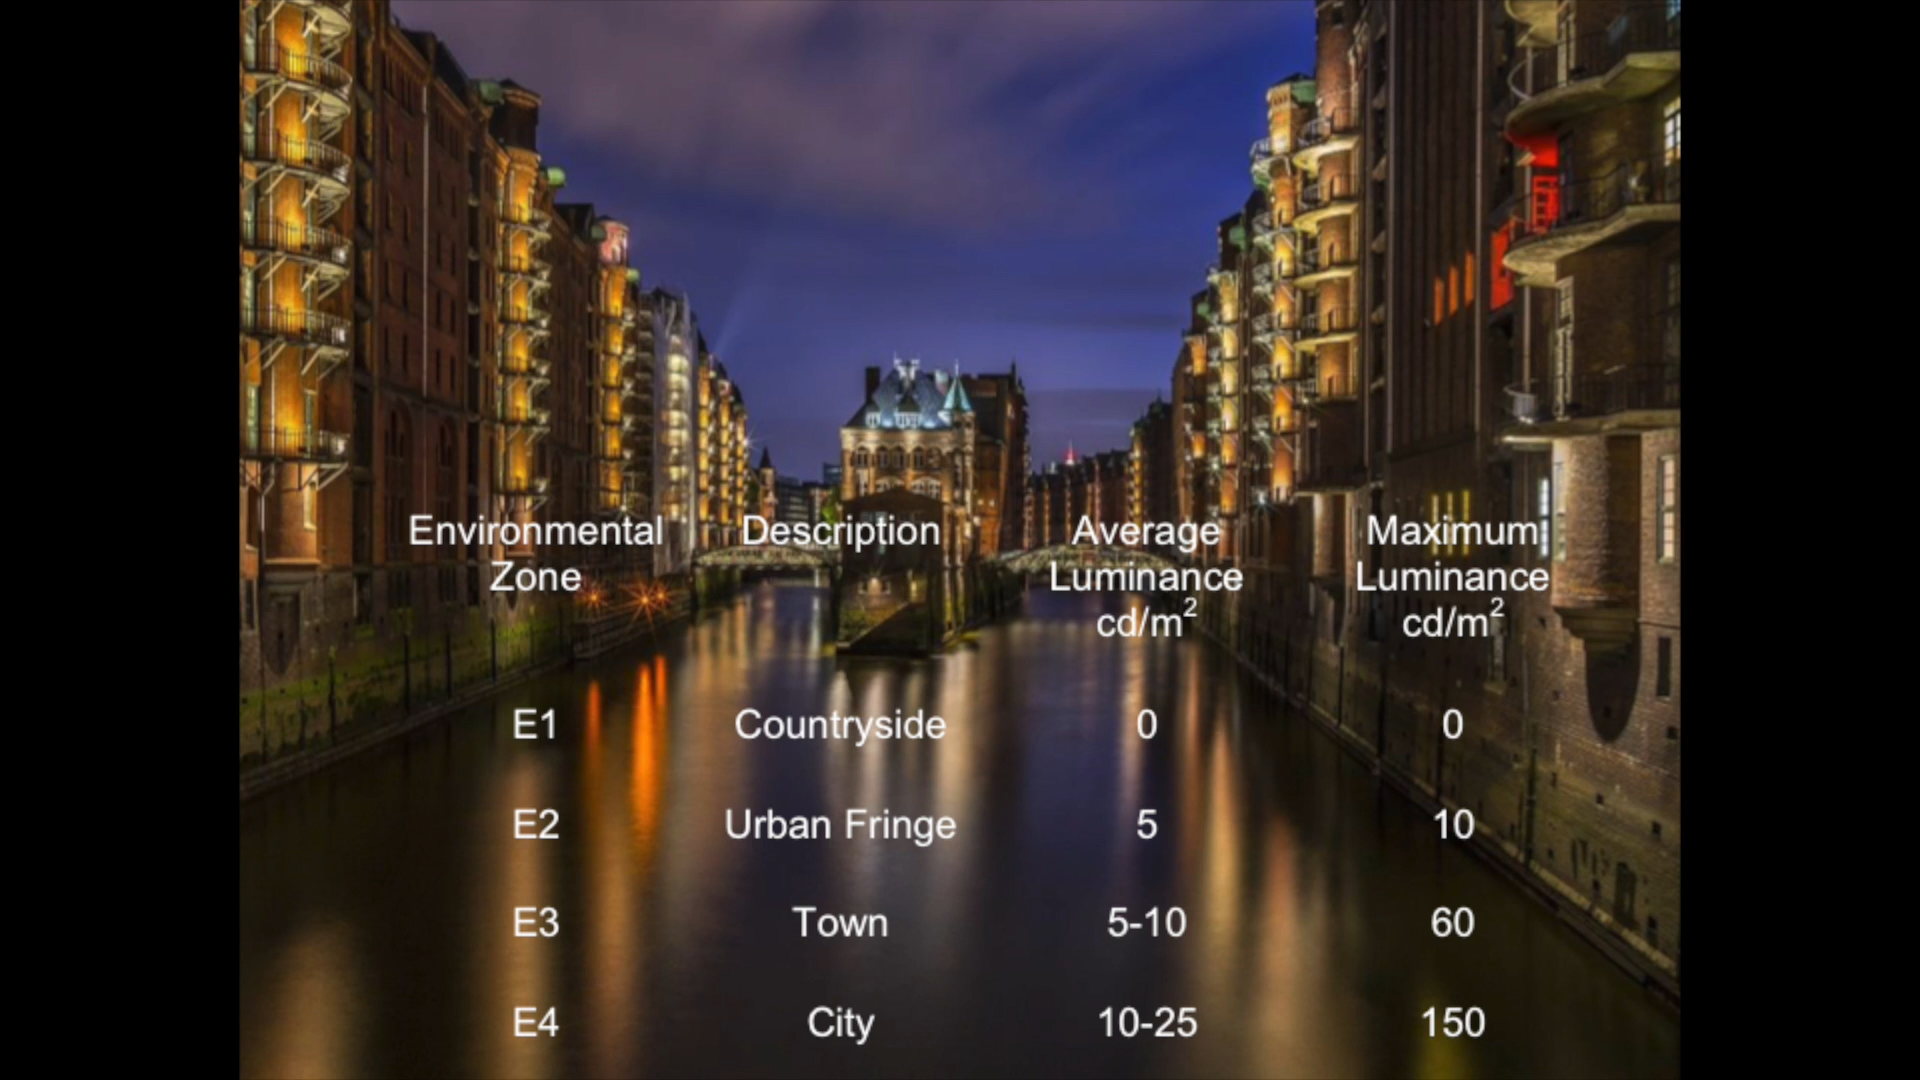 Environmental Zone Description Average Luminance cd/m² Maximum Luminance cd/m²
E1 Countryside 0 0
E2 Urban Fringe 5 10
E3 Town 5-10 60
E4 City 10-25 150